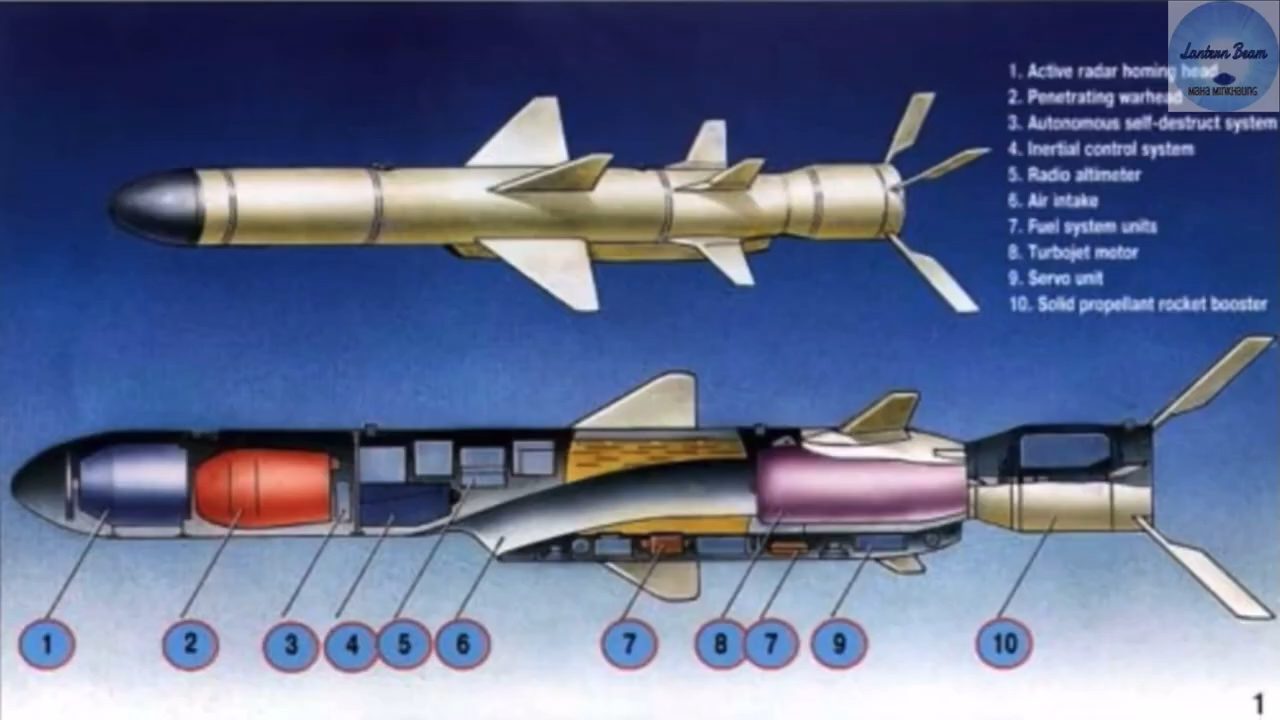 Lantern Beam
MAHA MINKHAUNG
1. Active radar homing head
2. Penetrating warhead
3. Autonomous self-destruct system
4. Inertial control system
5. Radio altimeter
6. Air intake
7. Fuel system units
8. Turbojet motor
9. Servo unit
10. Solid propellant rocket booster
1 2 3 4 5 6 7 8 7 9 10
1